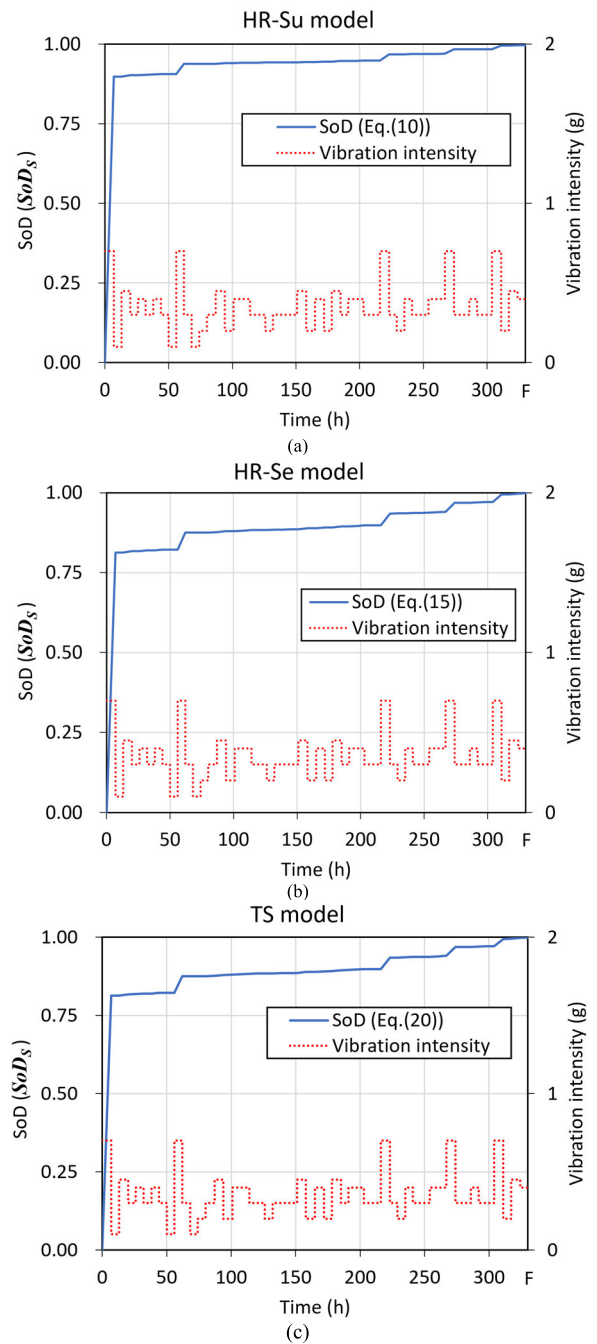 HR-Su model
1.00
0.75
0.50
0.25
0.00
2
1
0
SoD (Eq.(10))
Vibration intensity
SoD (SoD_S)
Vibration intensity (g)
0 50 100 150 200 250 300 F
Time (h)
(a)
HR-Se model
1.00
0.75
0.50
0.25
0.00
2
1
0
SoD (Eq.(15))
Vibration intensity
SoD (SoD_S)
Vibration intensity (g)
0 50 100 150 200 250 300 F
Time (h)
(b)
TS model
1.00
0.75
0.50
0.25
0.00
2
1
0
SoD (Eq.(20))
Vibration intensity
SoD (SoD_S)
Vibration intensity (g)
0 50 100 150 200 250 300 F
Time (h)
(c)